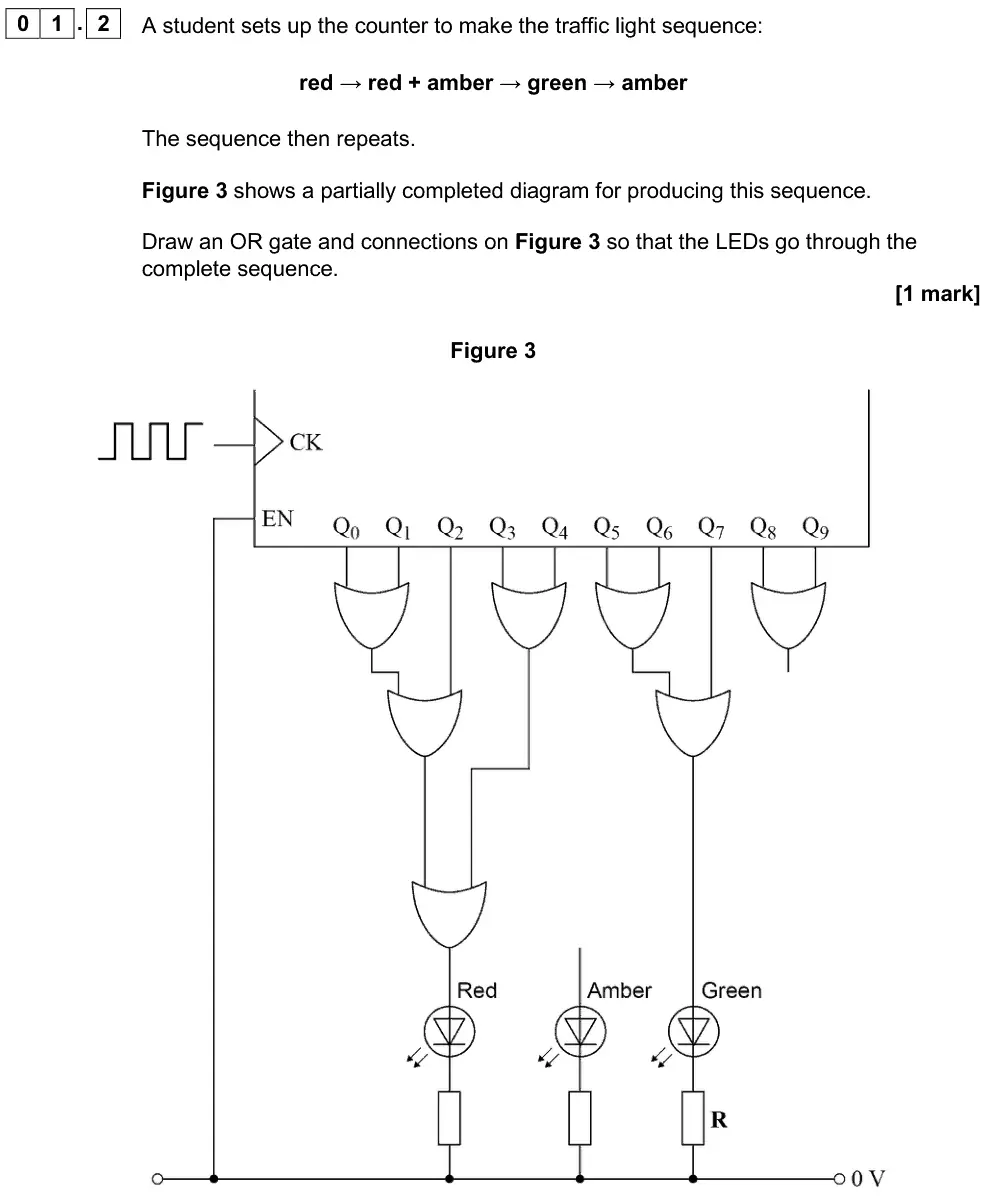 0 1 . 2 A student sets up the counter to make the traffic light sequence:
red → red + amber → green → amber
The sequence then repeats.
Figure 3 shows a partially completed diagram for producing this sequence.
Draw an OR gate and connections on Figure 3 so that the LEDs go through the
complete sequence.
[1 mark]
Figure 3
CK
EN Q₀ Q₁ Q₂ Q₃ Q₄ Q₅ Q₆ Q₇ Q₈ Q₉
Red Amber Green
R
0 V